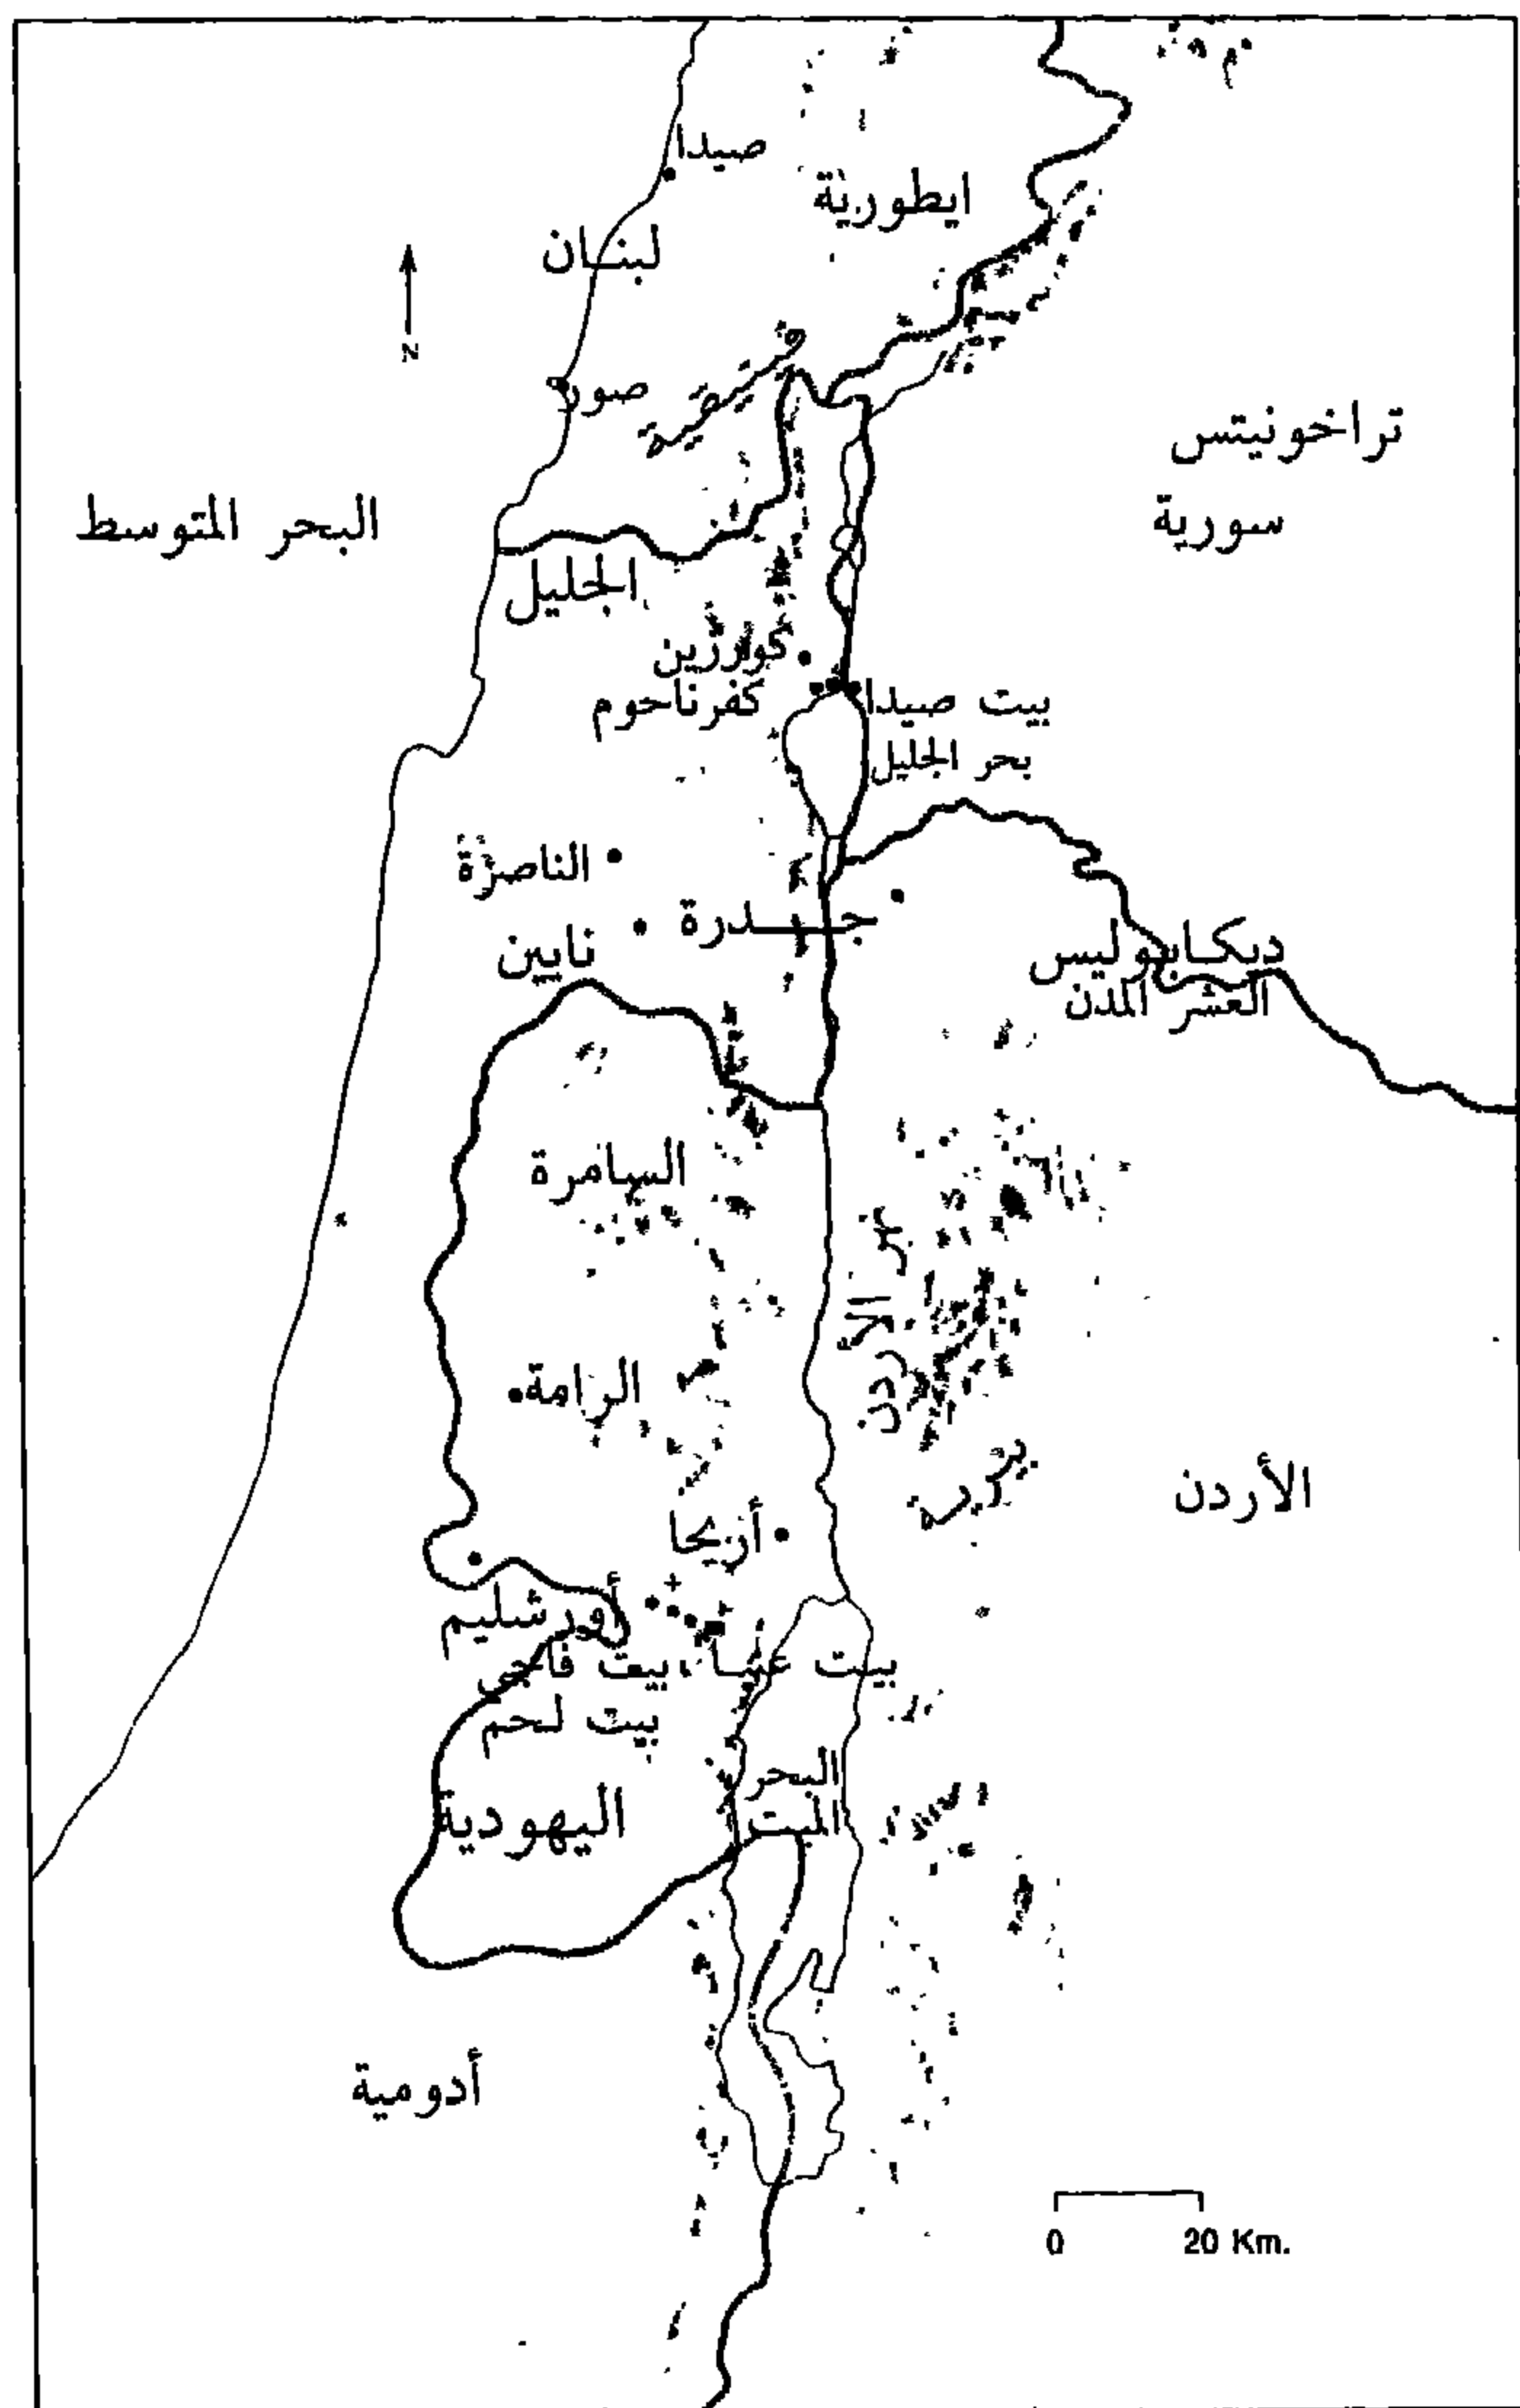 صيدا
ايطورية
لبنان
N
صور
فينيقية
تراخونيتس
سورية
البحر المتوسط
الجليل
كورزين
كفرناحوم
بيت صيدا
بحر الجليل
الناصرة
جدرة
نايين
ديكابوليس
العشر المدن
السامرة
عبر الأردن
الرامة
بيرية
الأردن
أريحا
أورشليم
بيت عنيا، بيت فاجي
بيت لحم
البحر
الميت
اليهودية
أدومية
0 20 Km.